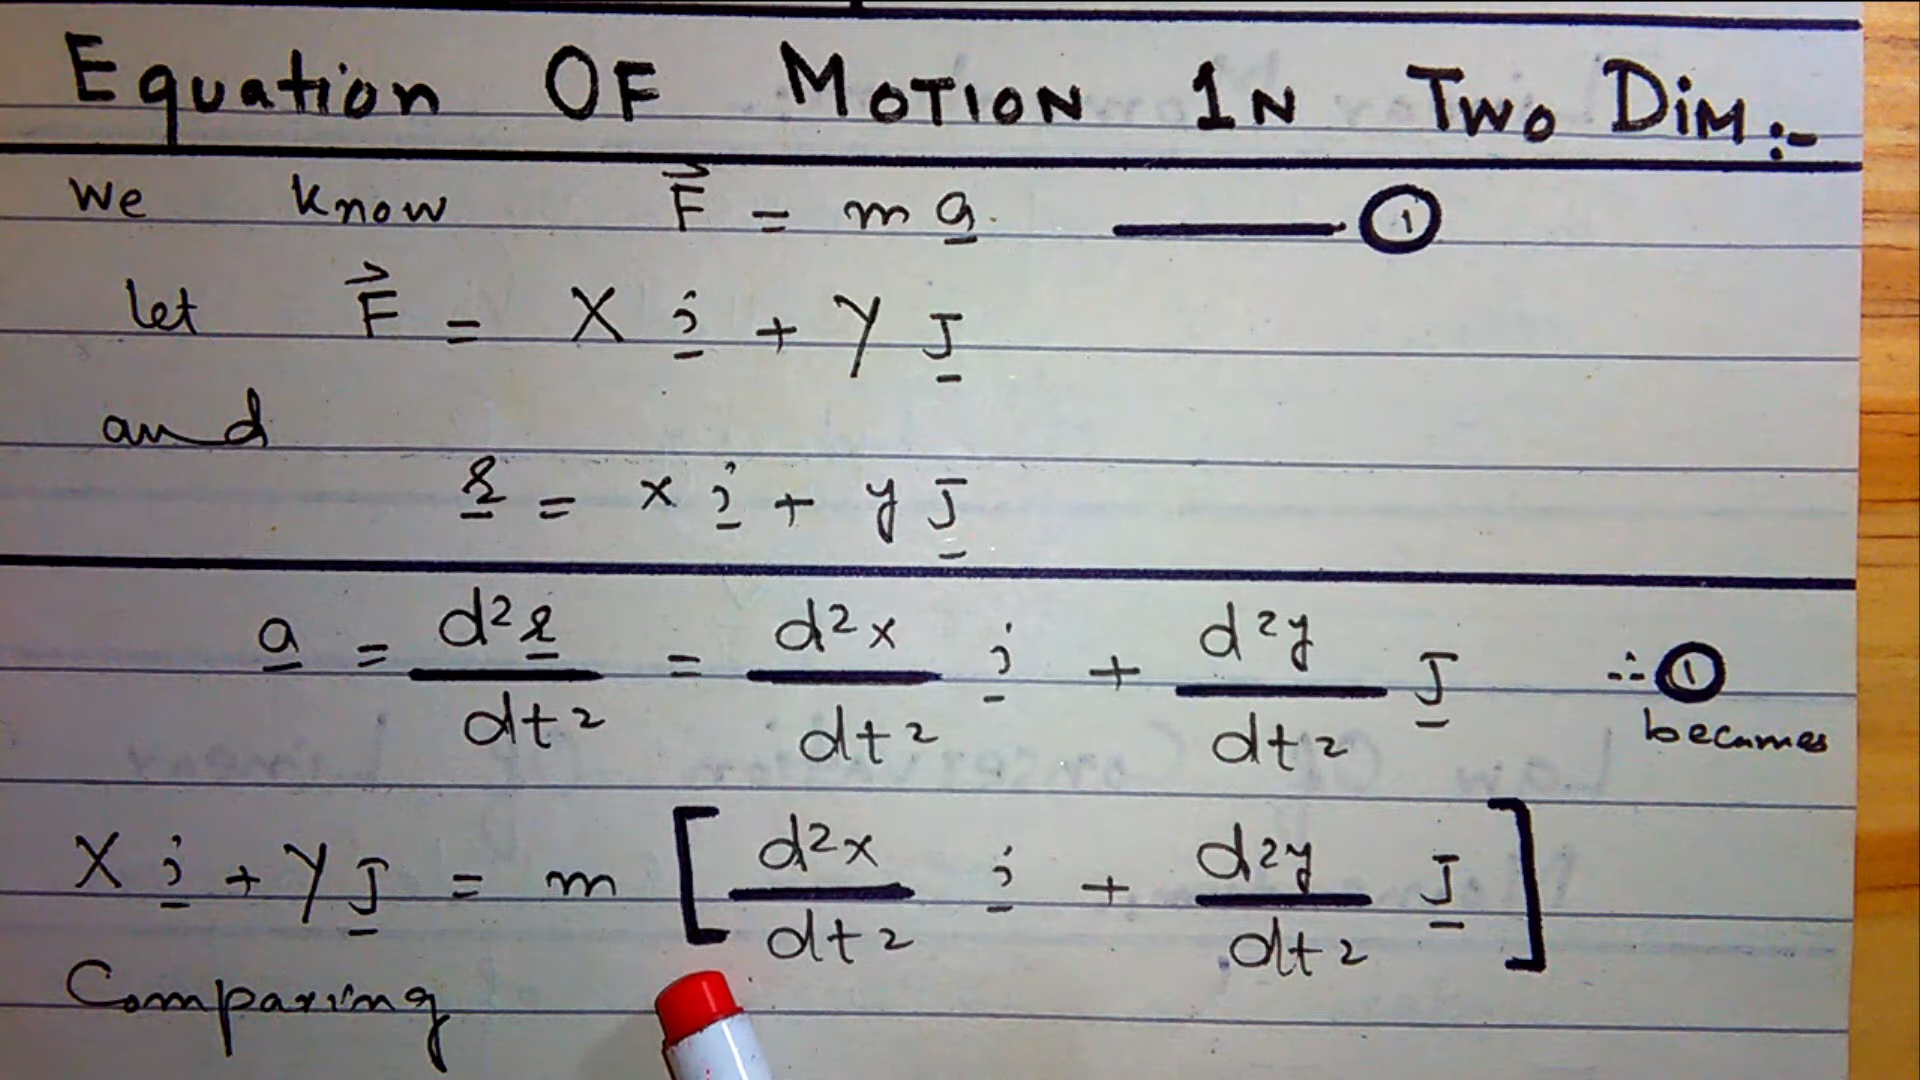 Equation OF MOTION IN TWO DIM :-
we know F⃗ = m a. ——— ①
let F⃗ = X i + Y J
and
r = x i + y J
a = d²r/dt² = d²x/dt² i + d²y/dt² J ∴ ①
becomes
X i + Y J = m [ d²x/dt² i + d²y/dt² J ]
Comparing